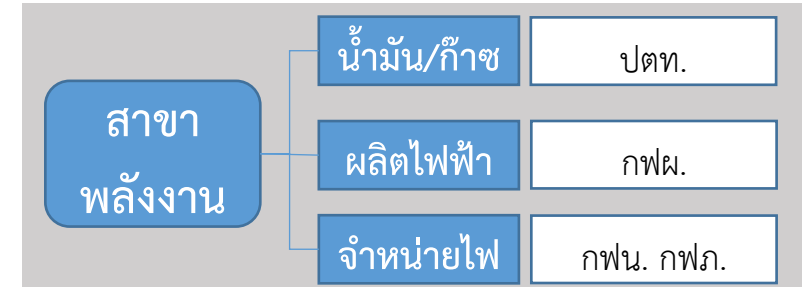 สาขา
พลังงาน
น้ำมัน/ก๊าซ
ปตท.
ผลิตไฟฟ้า
กฟผ.
จำหน่ายไฟ
กฟน. กฟภ.